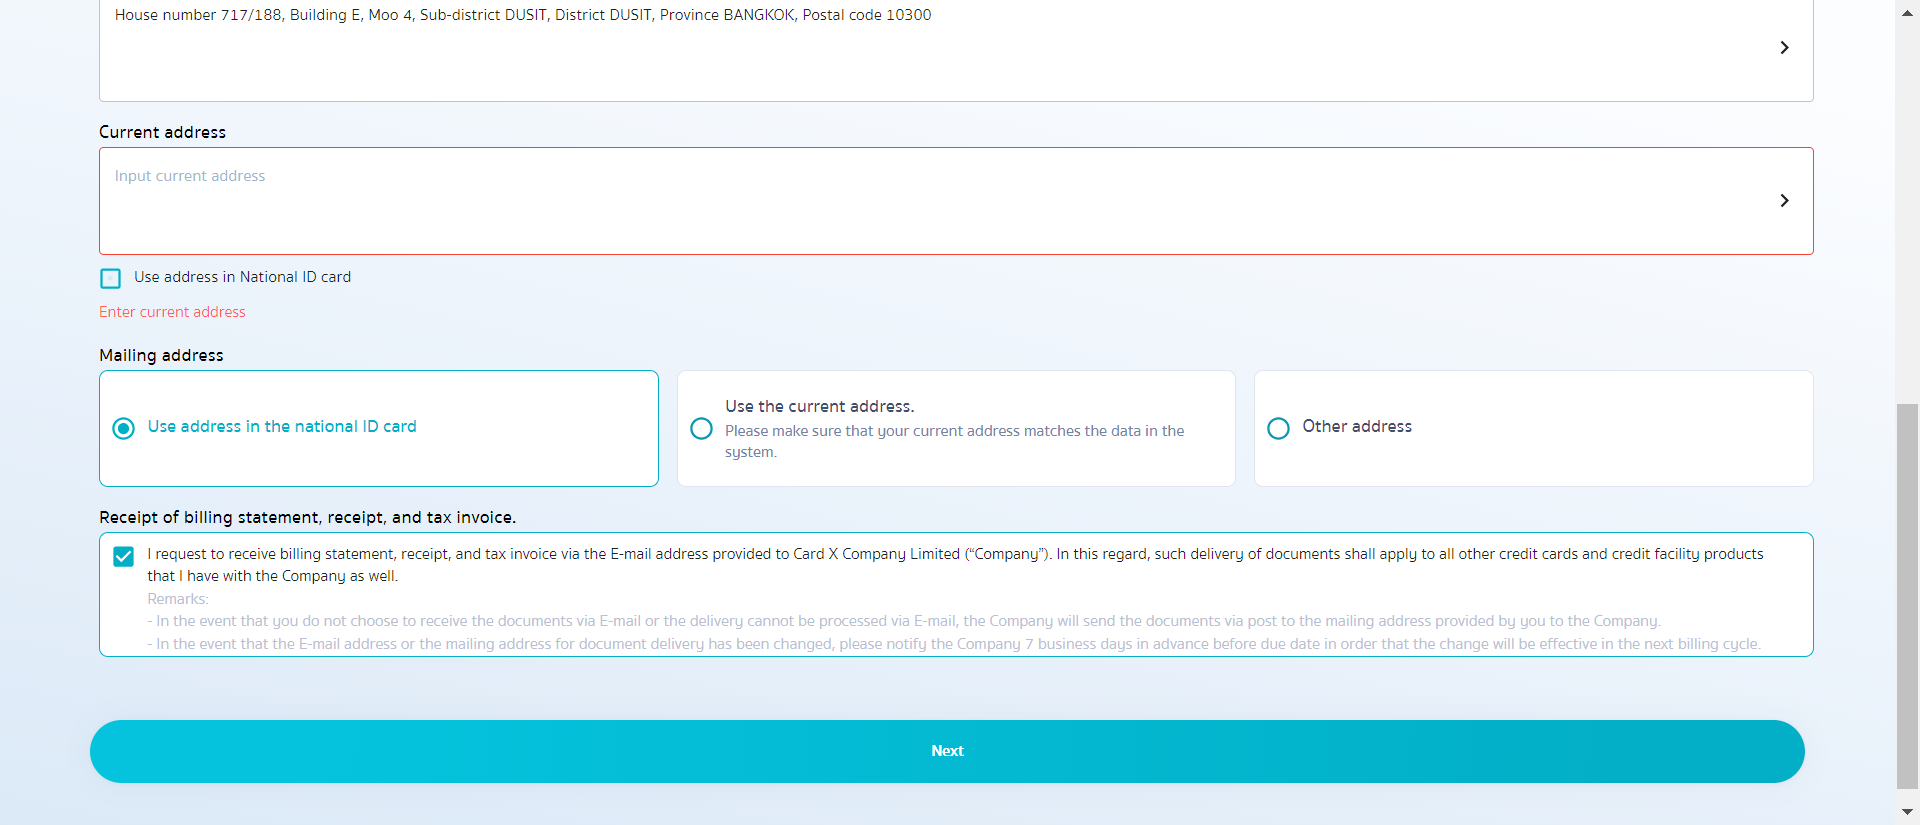 House number 717/188, Building E, Moo 4, Sub-district DUSIT, District DUSIT, Province BANGKOK, Postal code 10300
Current address
Input current address
Use address in National ID card
Enter current address
Mailing address
Use address in the national ID card
Use the current address.
Please make sure that your current address matches the data in the
system.
Other address
Receipt of billing statement, receipt, and tax invoice.
I request to receive billing statement, receipt, and tax invoice via the E-mail address provided to Card X Company Limited (“Company”). In this regard, such delivery of documents shall apply to all other credit cards and credit facility products
that I have with the Company as well.
Remarks:
- In the event that you do not choose to receive the documents via E-mail or the delivery cannot be processed via E-mail, the Company will send the documents via post to the mailing address provided by you to the Company.
- In the event that the E-mail address or the mailing address for document delivery has been changed, please notify the Company 7 business days in advance before due date in order that the change will be effective in the next billing cycle.
Next